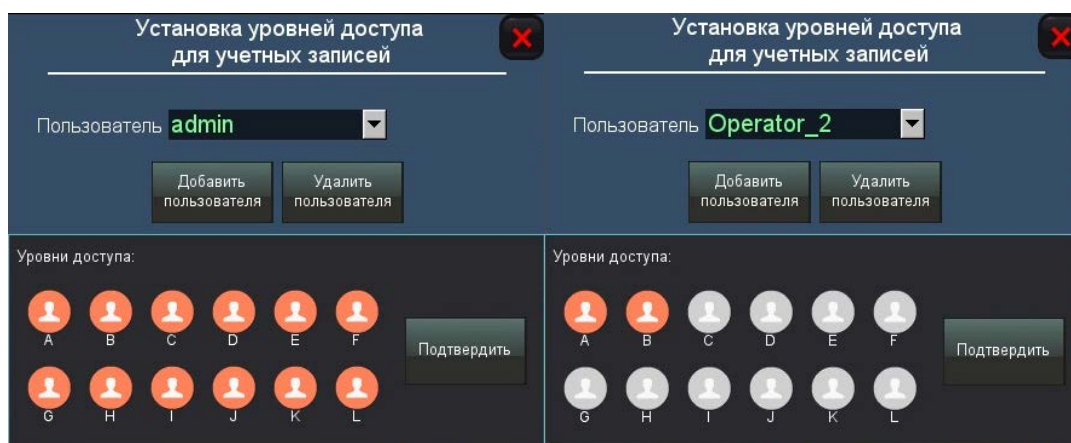 Установка уровней доступа
для учетных записей
Пользователь admin
Добавить
пользователя
Удалить
пользователя
Уровни доступа:
A B C D E F
Подтвердить
G H I J K L
Установка уровней доступа
для учетных записей
Пользователь Operator_2
Добавить
пользователя
Удалить
пользователя
Уровни доступа:
A B C D E F
Подтвердить
G H I J K L